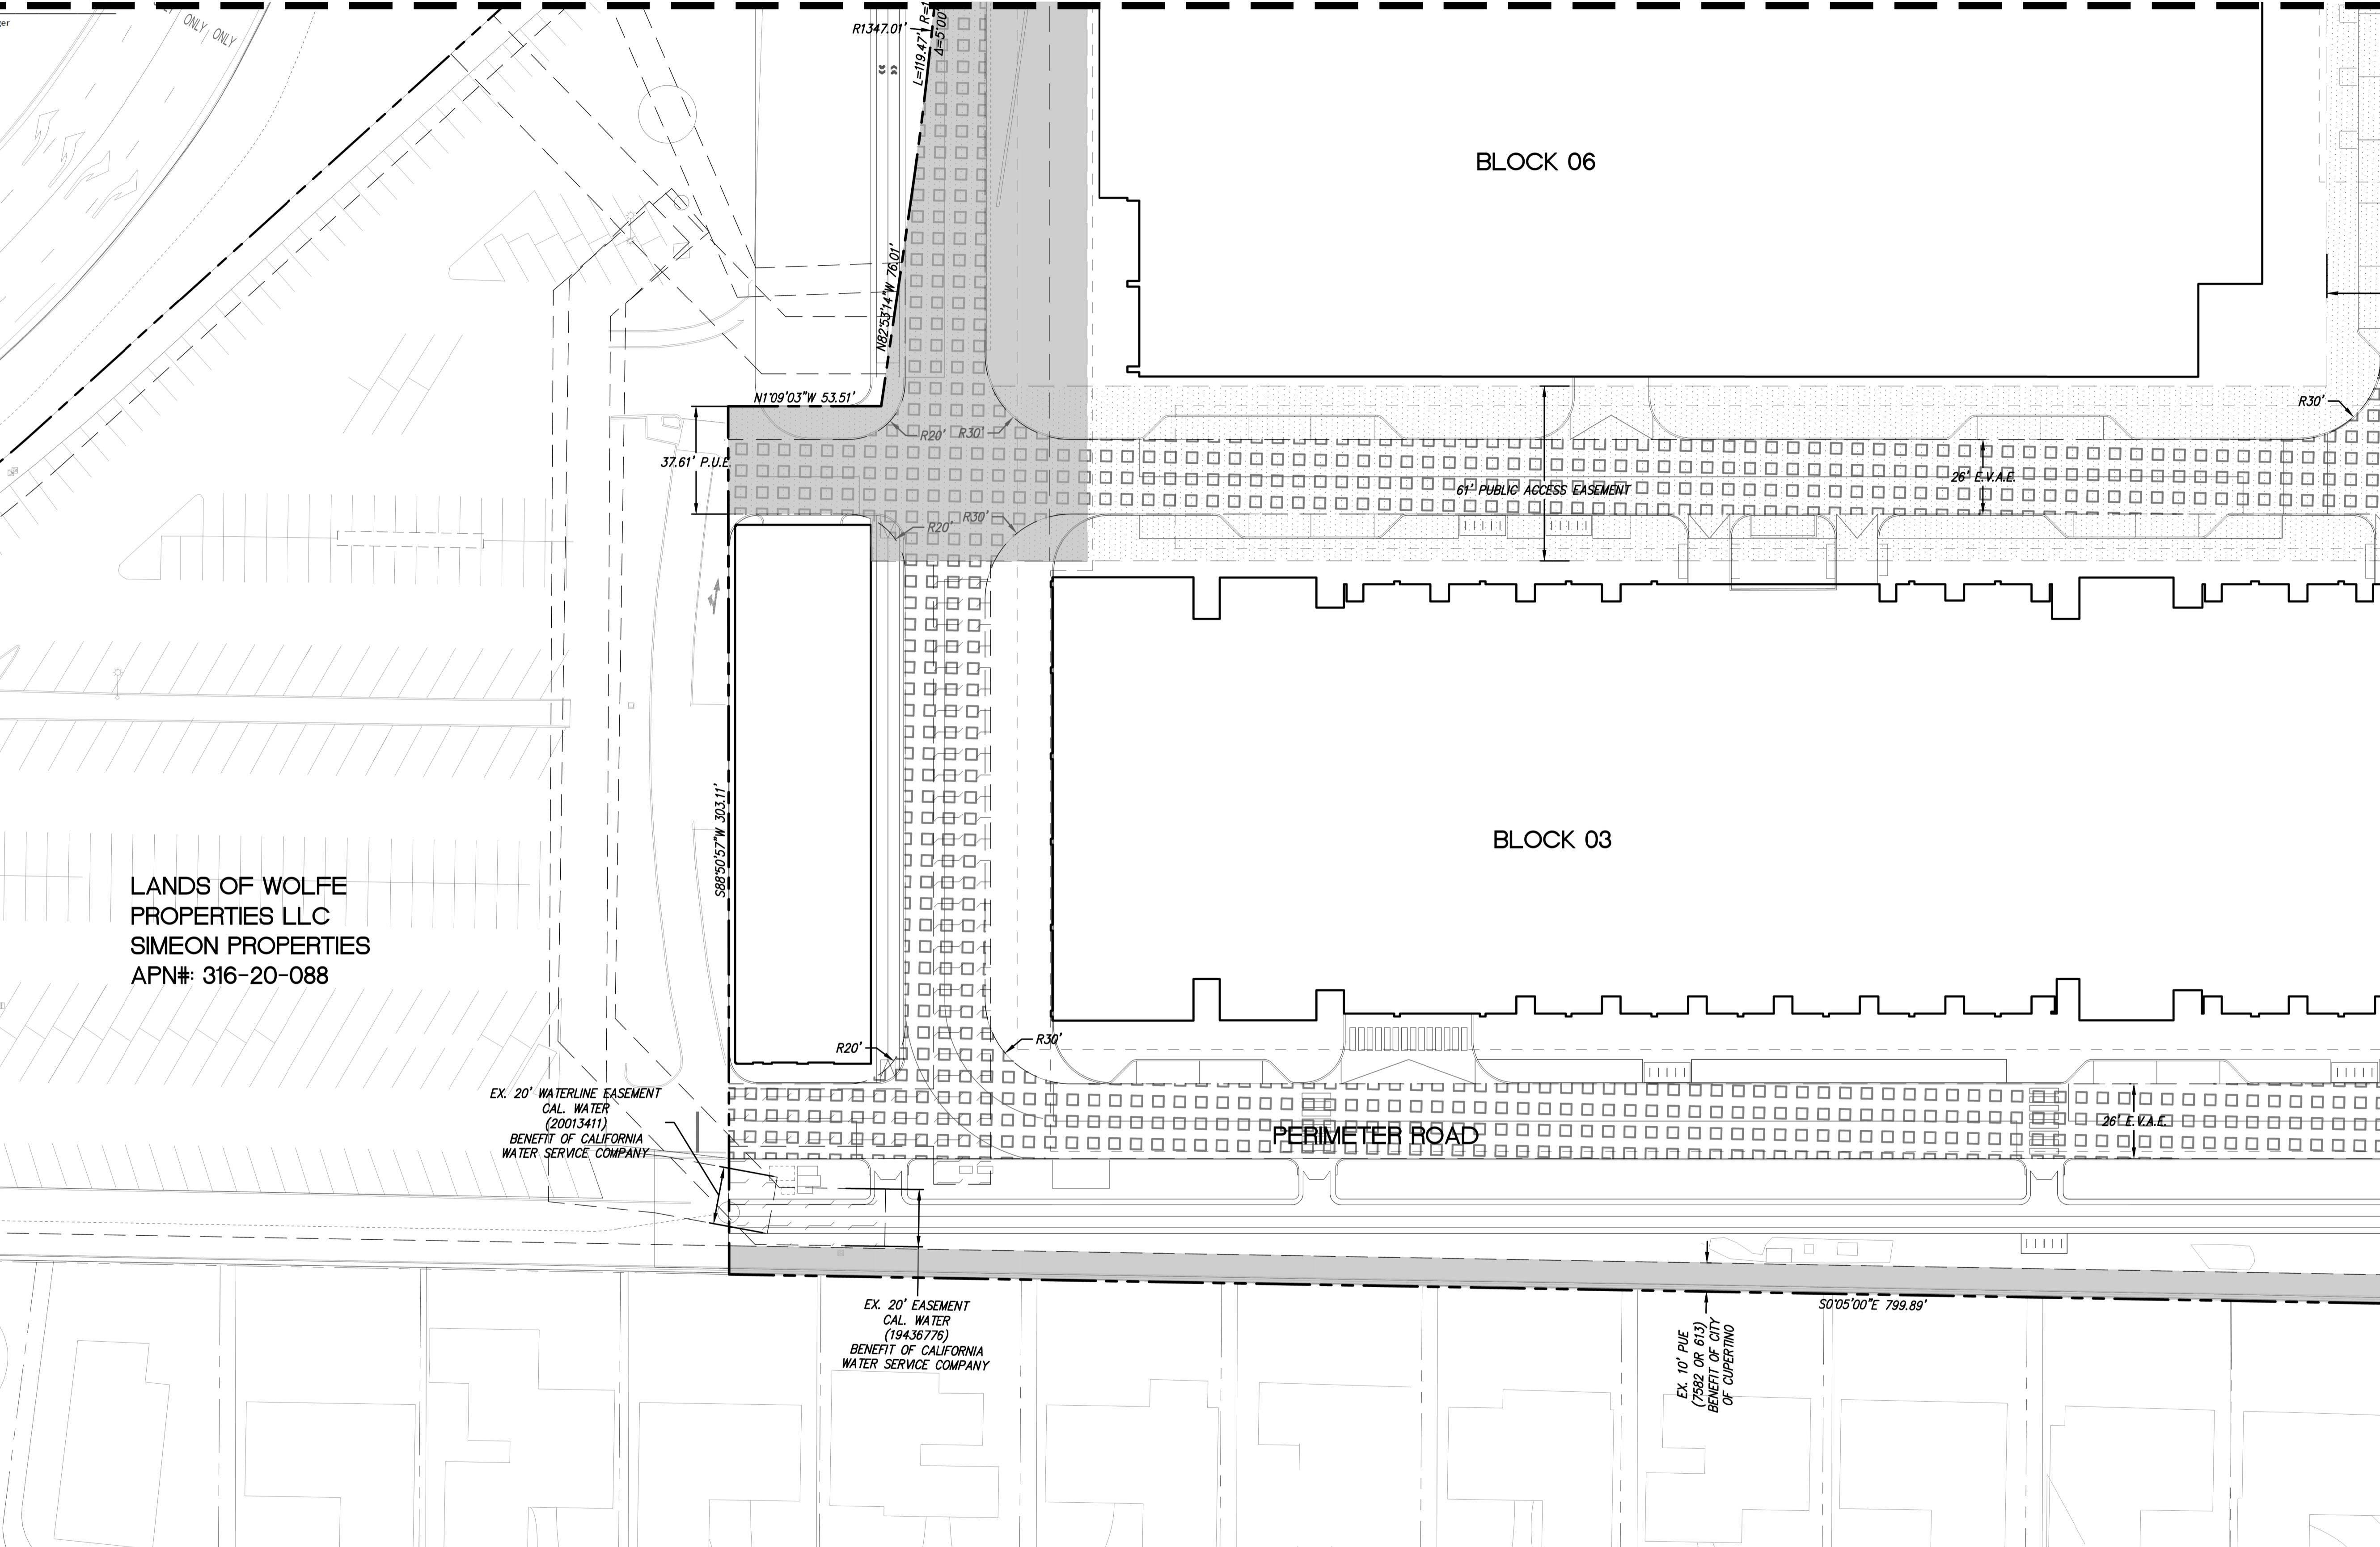 ger
ONLY ONLY
R1347.01'
L=119.47'
Δ=5°00'
BLOCK 06
N82°53'14"W 76.01'
N1°09'03"W 53.51'
R20'
R30'
R30'
37.61' P.U.E.
61' PUBLIC ACCESS EASEMENT
26' E.V.A.E.
R20'
R30'
S88°50'57"W 303.11'
BLOCK 03
LANDS OF WOLFE
PROPERTIES LLC
SIMEON PROPERTIES
APN#: 316-20-088
R20'
R30'
EX. 20' WATERLINE EASEMENT
CAL. WATER
(20013411)
BENEFIT OF CALIFORNIA
WATER SERVICE COMPANY
PERIMETER ROAD
26' E.V.A.E.
EX. 20' EASEMENT
CAL. WATER
(19436776)
BENEFIT OF CALIFORNIA
WATER SERVICE COMPANY
EX. 10' PUE
(7582 OR 613)
BENEFIT OF CITY
OF CUPERTINO
S0°05'00"E 799.89'